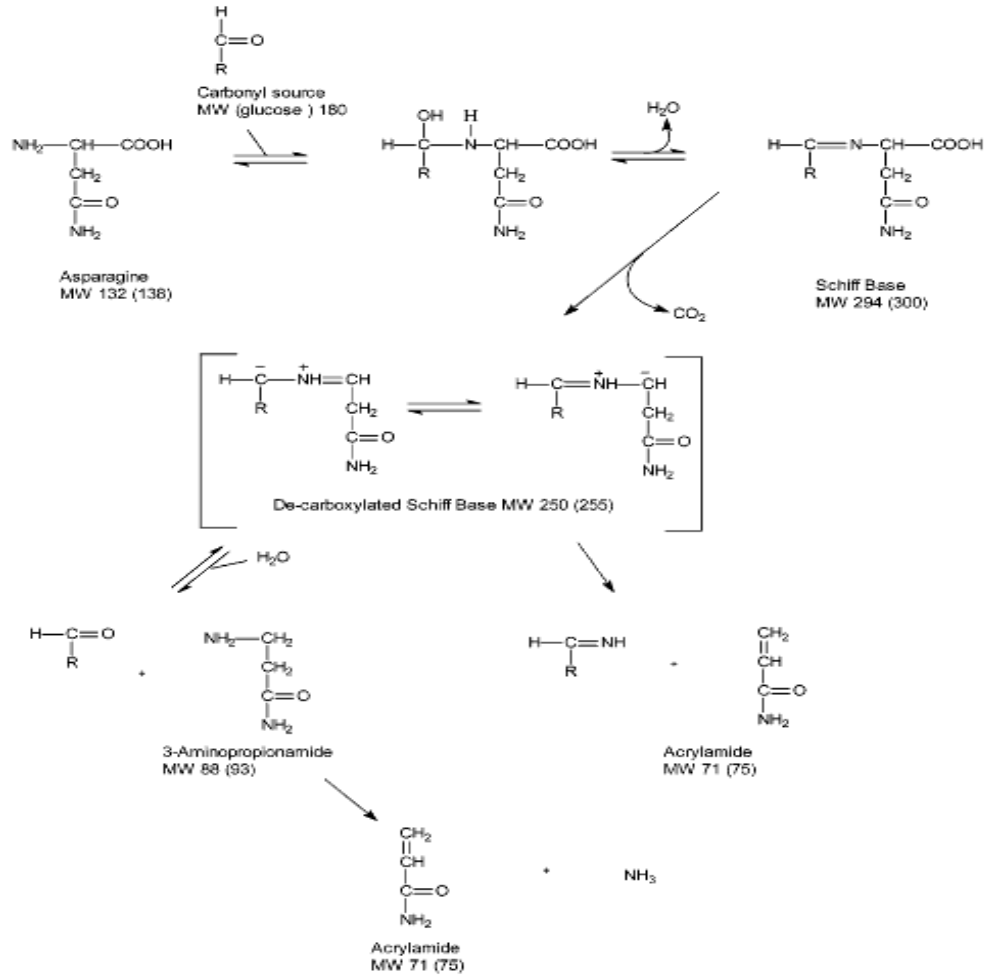 H
C=O
R
Carbonyl source
MW (glucose ) 180
NH₂—CH—COOH
CH₂
C=O
NH₂
Asparagine
MW 132 (138)
OH H
H—C—N—CH—COOH
R CH₂
C=O
NH₂
H₂O
H—C=N—CH—COOH
R CH₂
C=O
NH₂
Schiff Base
MW 294 (300)
CO₂
− +
H—C—NH=CH
R CH₂
C=O
NH₂
+ −
H—C=NH—CH
R CH₂
C=O
NH₂
De-carboxylated Schiff Base MW 250 (255)
H₂O
H—C=O
R
+
NH₂—CH₂
CH₂
C=O
NH₂
3-Aminopropionamide
MW 88 (93)
H—C=NH
R
+
CH₂
CH
C=O
NH₂
Acrylamide
MW 71 (75)
CH₂
CH
C=O
NH₂
+
NH₃
Acrylamide
MW 71 (75)